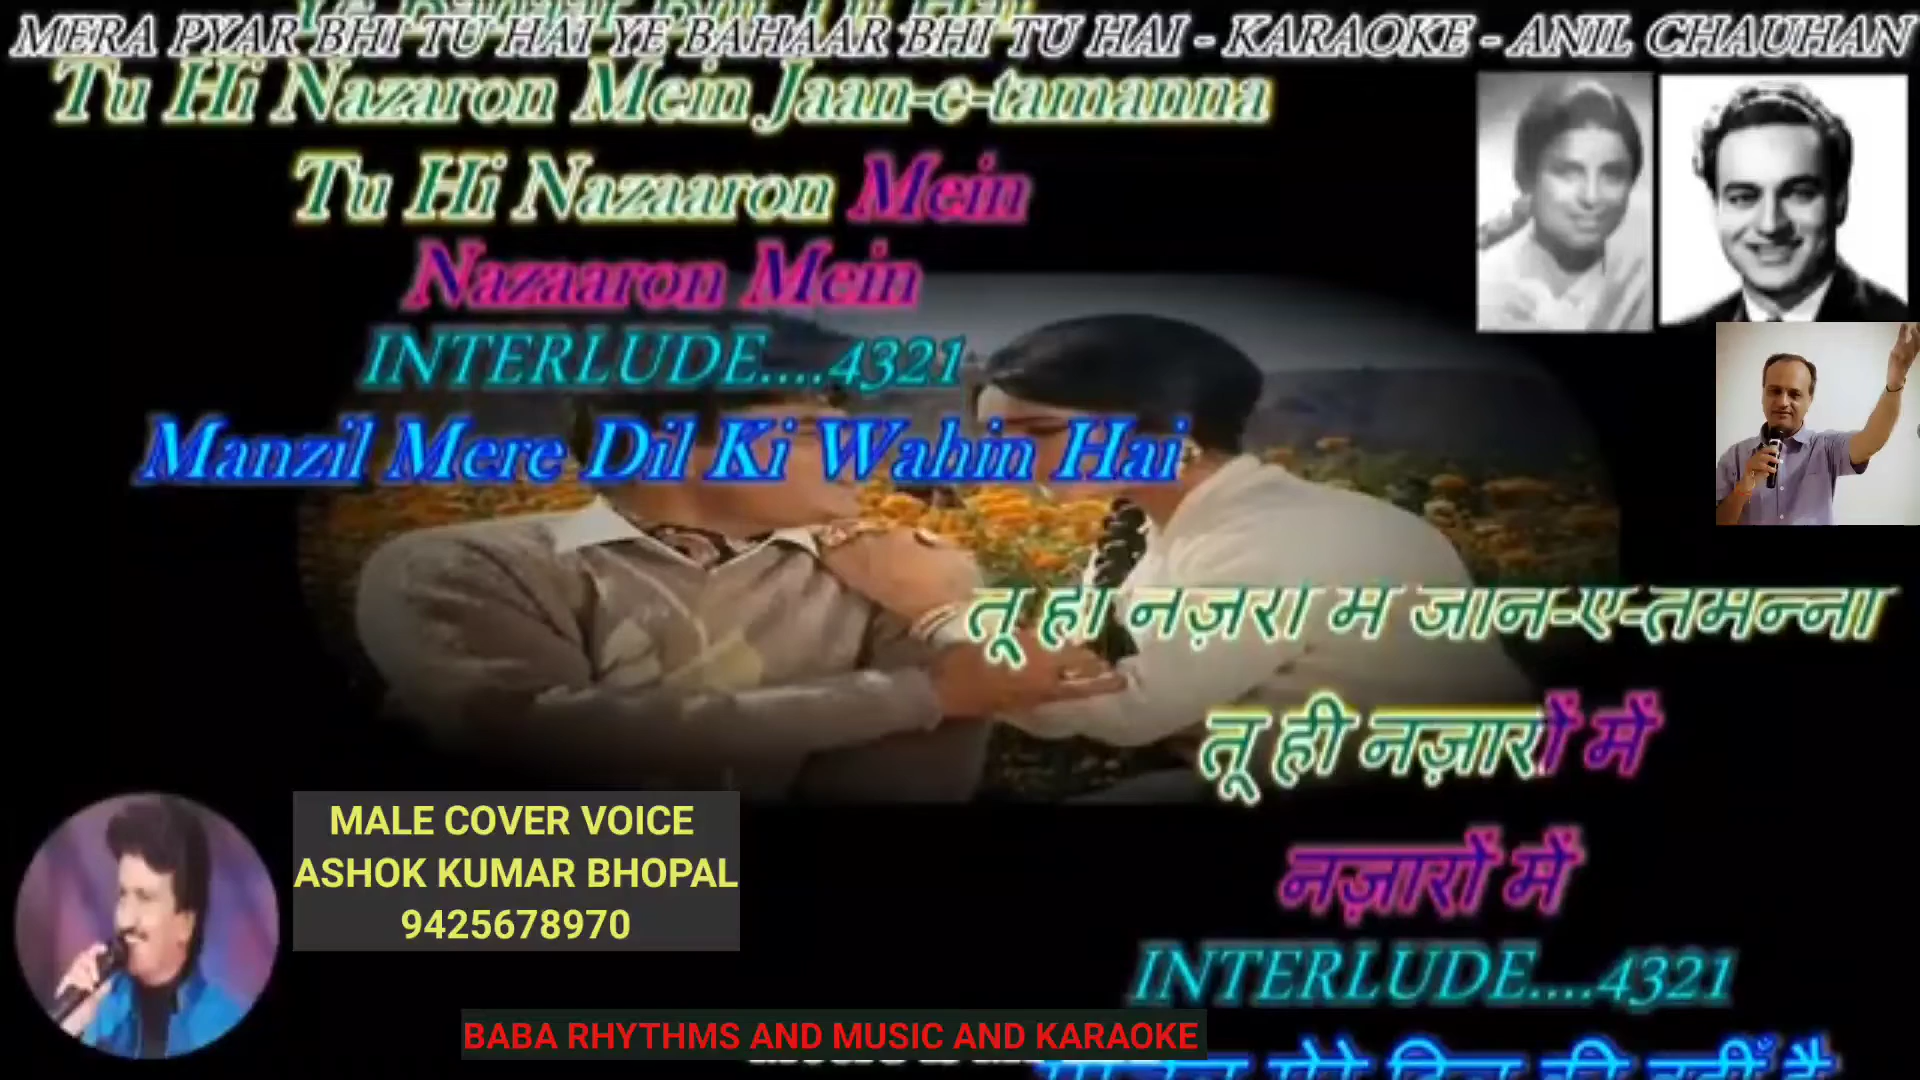 MERA PYAR BHI TU HAI YE BAHAAR BHI TU HAI - KARAOKE - ANIL CHAUHAN
Tu Hi Nazaron Mein Jaan-e-tamanna
Tu Hi Nazaaron Mein
Nazaaron Mein
INTERLUDE....4321
Manzil Mere Dil Ki Wahin Hai
तू ही नज़रों में जान-ए-तमन्ना
तू ही नज़ारों में
नज़ारों में
INTERLUDE....4321
MALE COVER VOICE
ASHOK KUMAR BHOPAL
9425678970
BABA RHYTHMS AND MUSIC AND KARAOKE